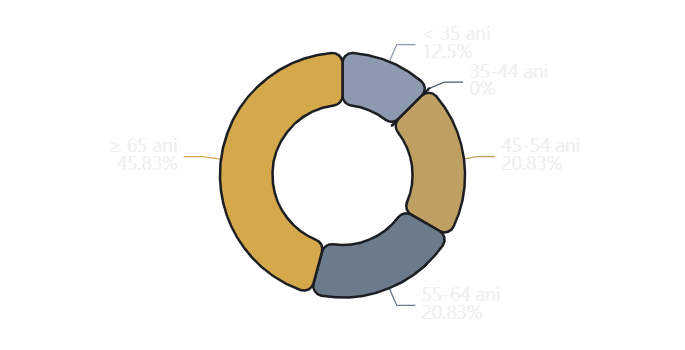 < 35 ani
12.5%
35-44 ani
0%
≥ 65 ani
45.83%
45-54 ani
20.83%
55-64 ani
20.83%